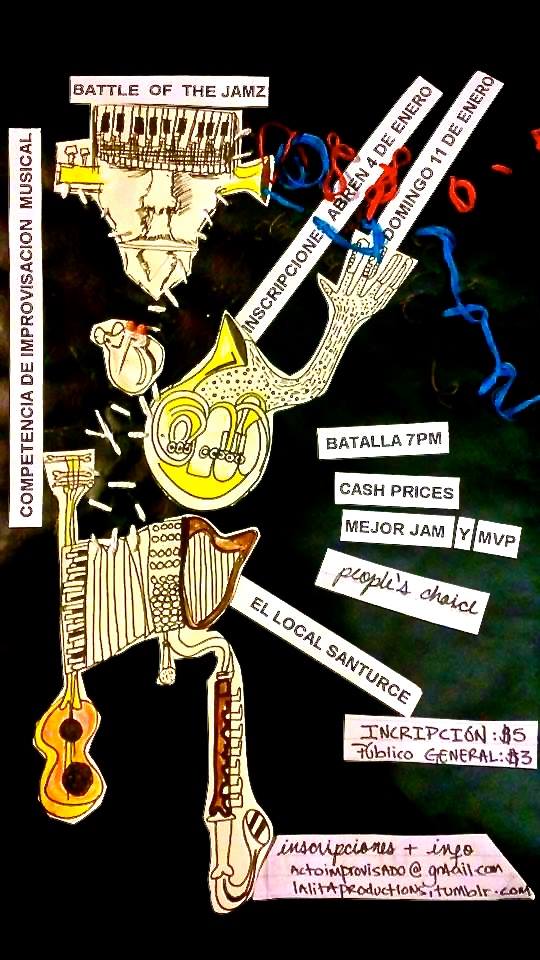 BATTLE OF THE JAMZ
COMPETENCIA DE IMPROVISACION MUSICAL
INSCRIPCIONES ABREN 4 DE ENERO
DOMINGO 11 DE ENERO
BATALLA 7PM
CASH PRICES
MEJOR JAM Y MVP
people's choice
EL LOCAL SANTURCE
INCRIPCIÓN: $5
Público GENERAL: $3
inscripciones + info
ACTOIMPROVISADO@gmail.com
lalitaproductions.tumblr.com